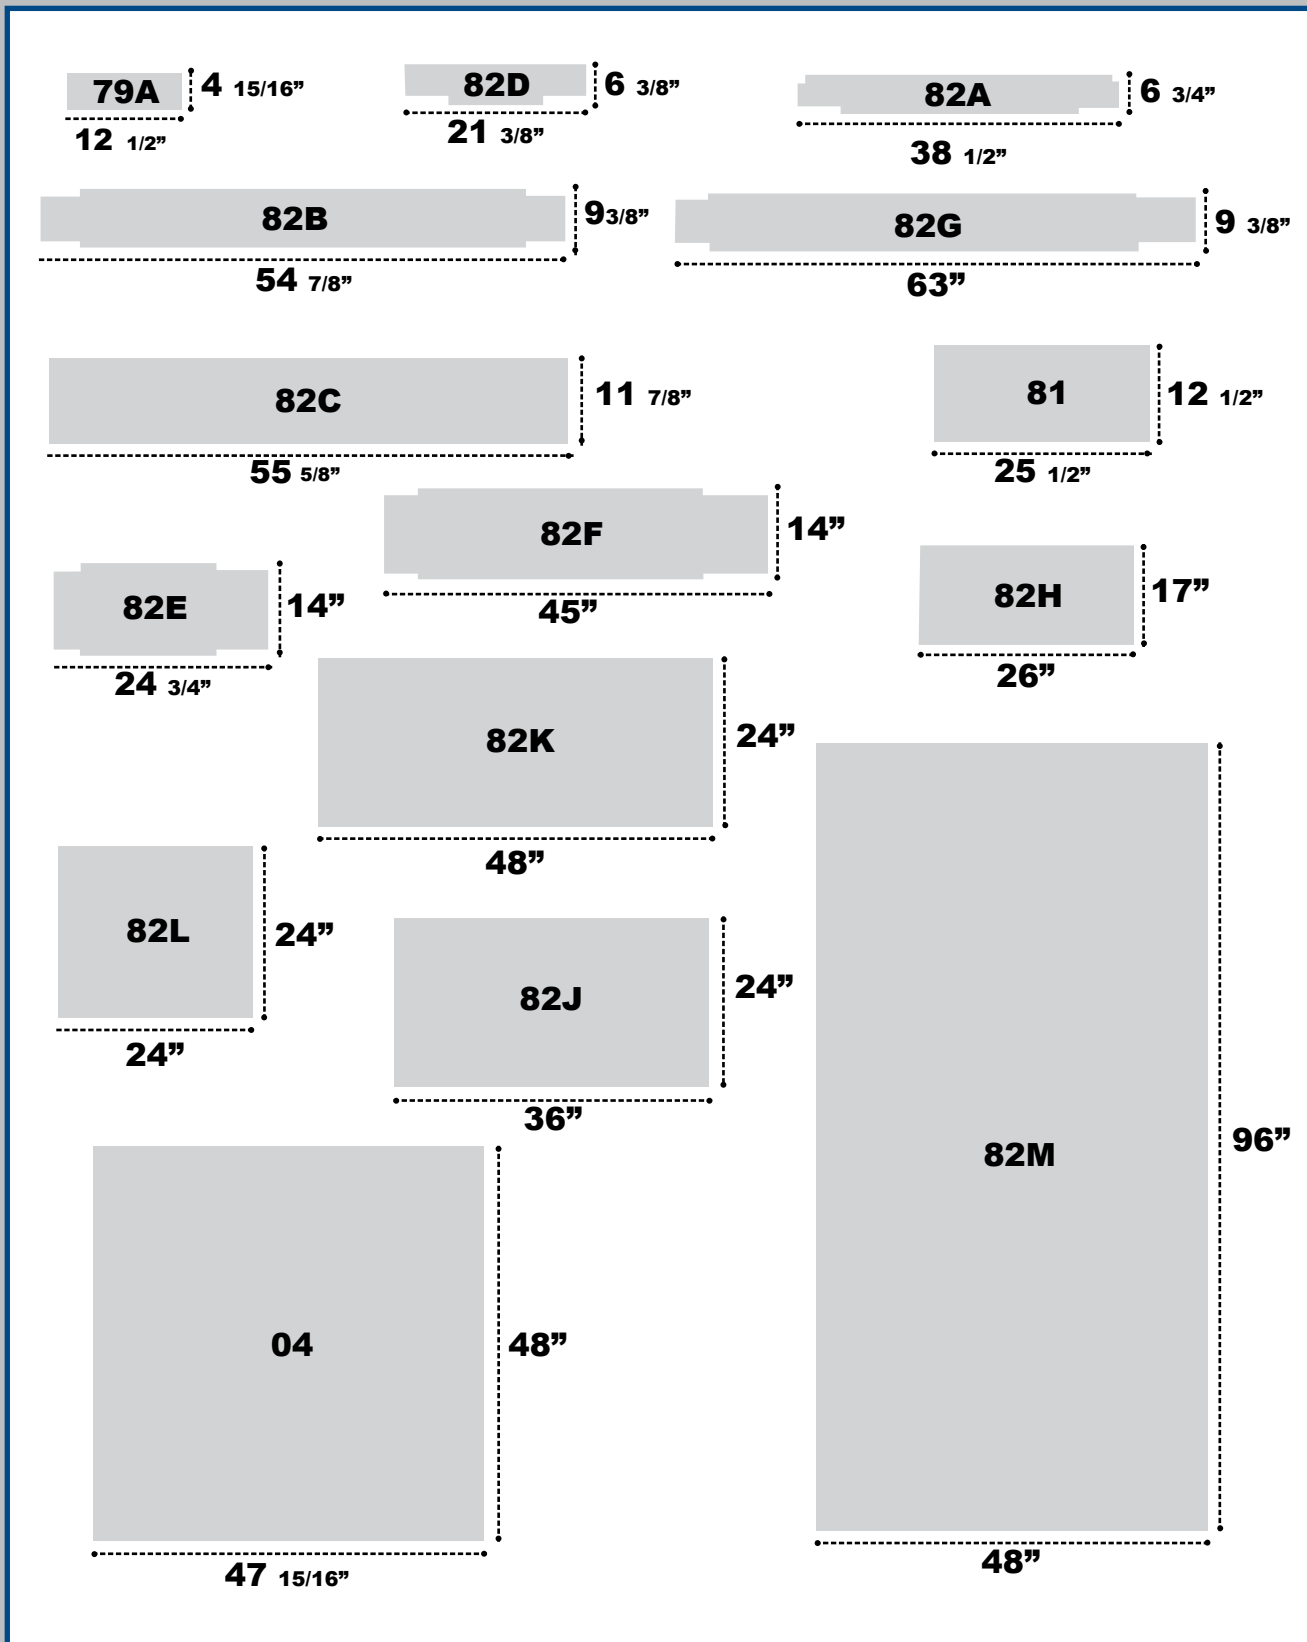 79A
4 15/16”
12 1/2”
82D
6 3/8”
21 3/8”
82A
6 3/4”
38 1/2”
82B
93/8”
54 7/8”
82G
9 3/8”
63”
82C
11 7/8”
55 5/8”
81
12 1/2”
25 1/2”
82F
14”
45”
82E
14”
24 3/4”
82H
17”
26”
82K
24”
48”
82L
24”
24”
82J
24”
36”
82M
96”
48”
04
48”
47 15/16”